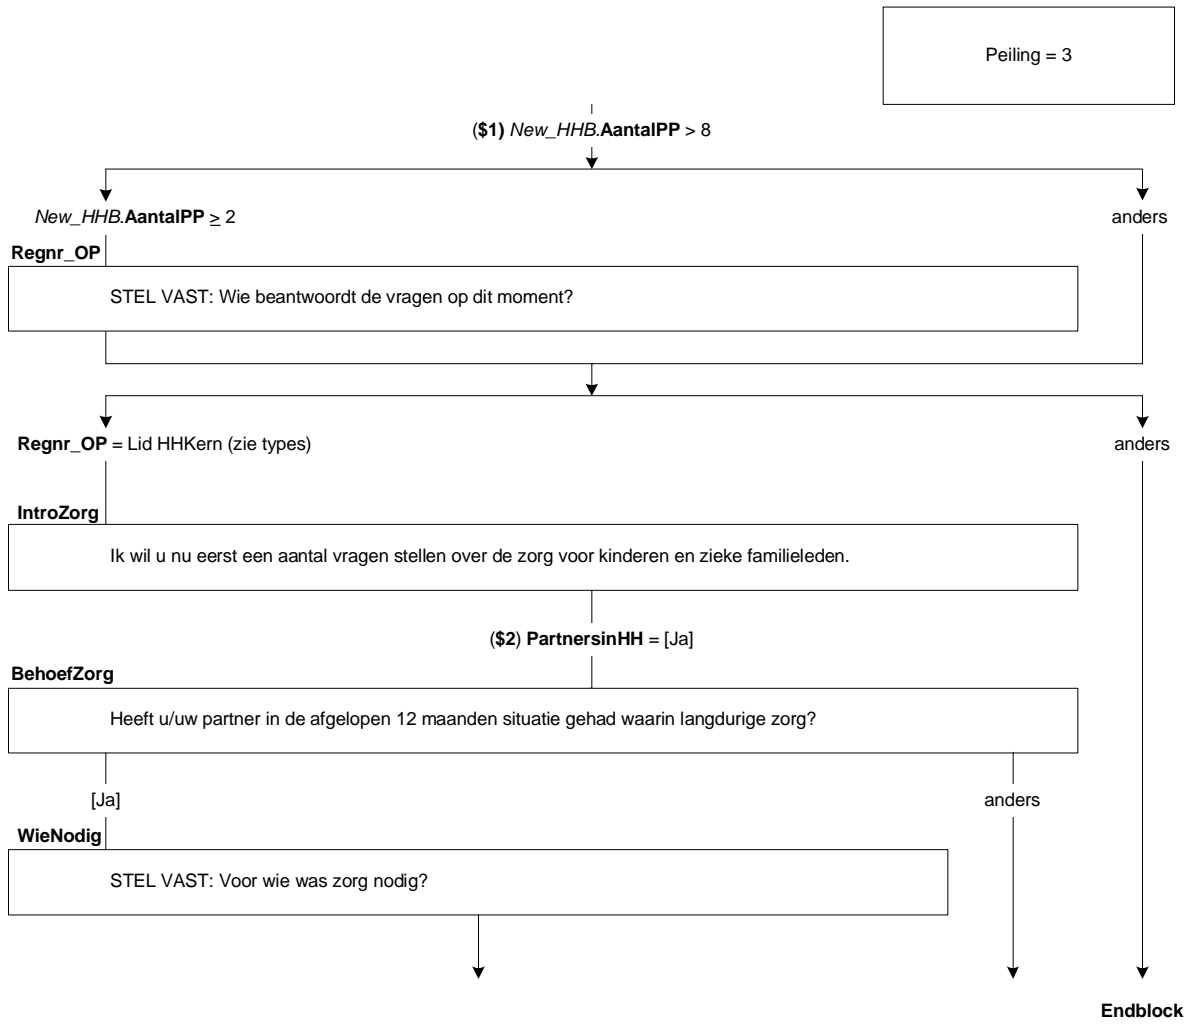 Peiling = 3
($1) New_HHB.AantalPP > 8
New_HHB.AantalPP ≥ 2
anders
Regnr_OP
STEL VAST: Wie beantwoordt de vragen op dit moment?
Regnr_OP = Lid HHKern (zie types)
anders
IntroZorg
Ik wil u nu eerst een aantal vragen stellen over de zorg voor kinderen en zieke familieleden.
($2) PartnersinHH = [Ja]
BehoefZorg
Heeft u/uw partner in de afgelopen 12 maanden situatie gehad waarin langdurige zorg?
[Ja]
anders
WieNodig
STEL VAST: Voor wie was zorg nodig?
Endblock